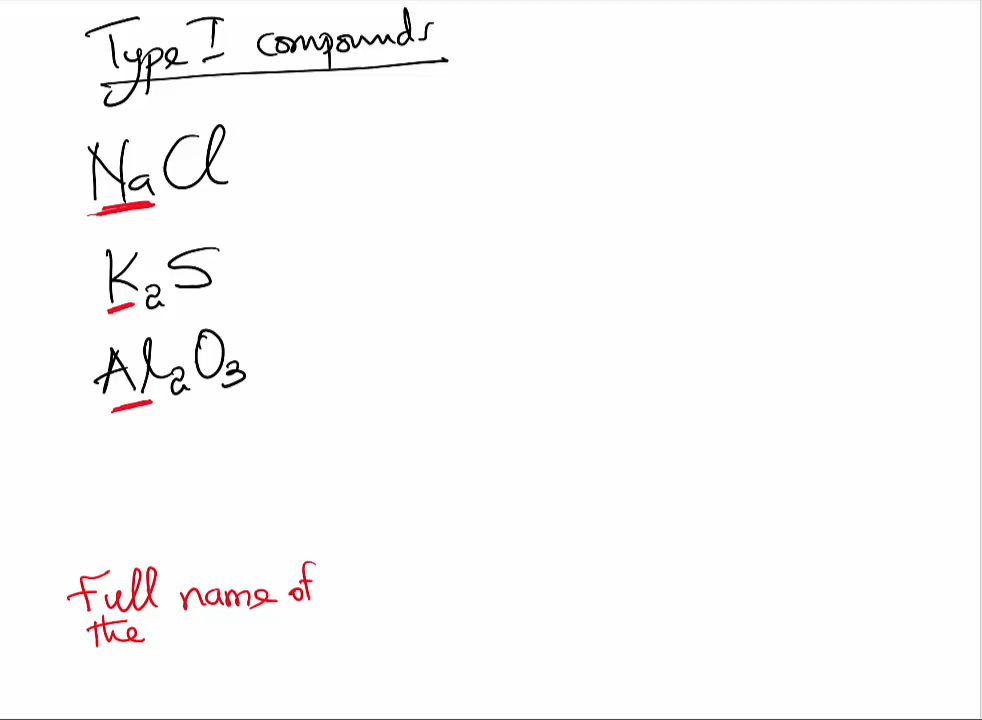 Type I compounds
NaCl
K2S
Al2O3
Full name of
the